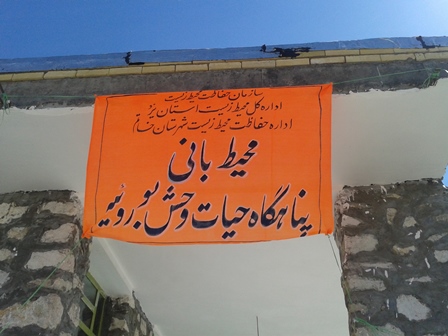 سازمان حفاظت محیط زیست
اداره کل محیط زیست استان یزد
اداره حفاظت محیط زیست شهرستان خاتم
محیط بانی
پناهگاه حیات وحش بوروئیه